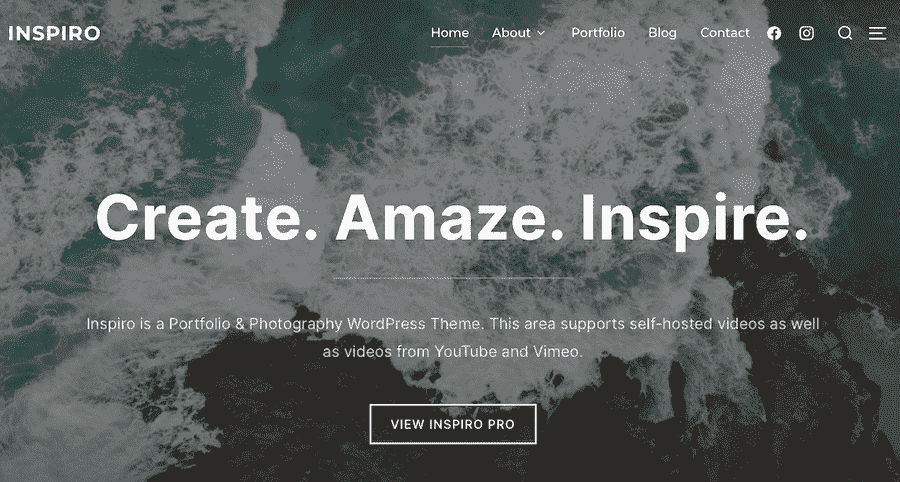 INSPIRO
Home About Portfolio Blog Contact
Create. Amaze. Inspire.
Inspiro is a Portfolio & Photography WordPress Theme. This area supports self-hosted videos as well
as videos from YouTube and Vimeo.
VIEW INSPIRO PRO